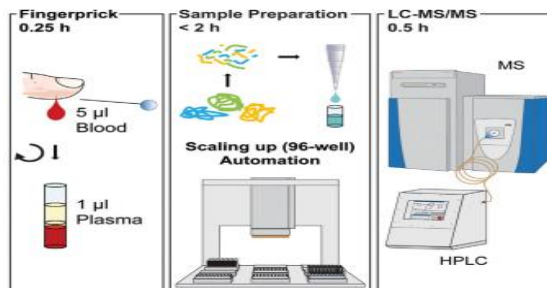 Fingerprick
0.25 h
5 µl
Blood
1 µl
Plasma
Sample Preparation
< 2 h
Scaling up (96-well)
Automation
LC-MS/MS
0.5 h
MS
HPLC